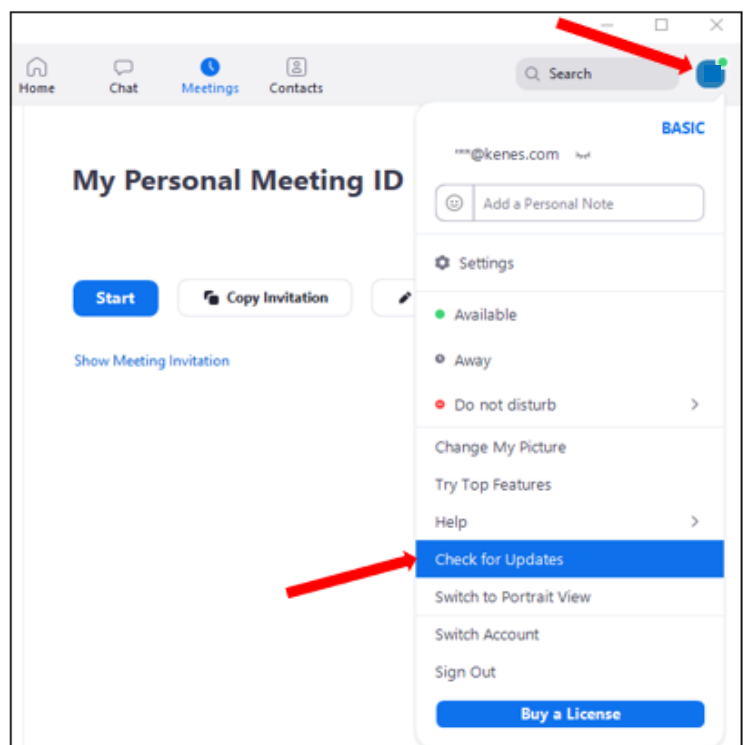 Home Chat Meetings Contacts Search
BASIC
***@kenes.com
My Personal Meeting ID
Add a Personal Note
Settings
Start Copy Invitation
Available
Show Meeting Invitation
Away
Do not disturb
Change My Picture
Try Top Features
Help
Check for Updates
Switch to Portrait View
Switch Account
Sign Out
Buy a License